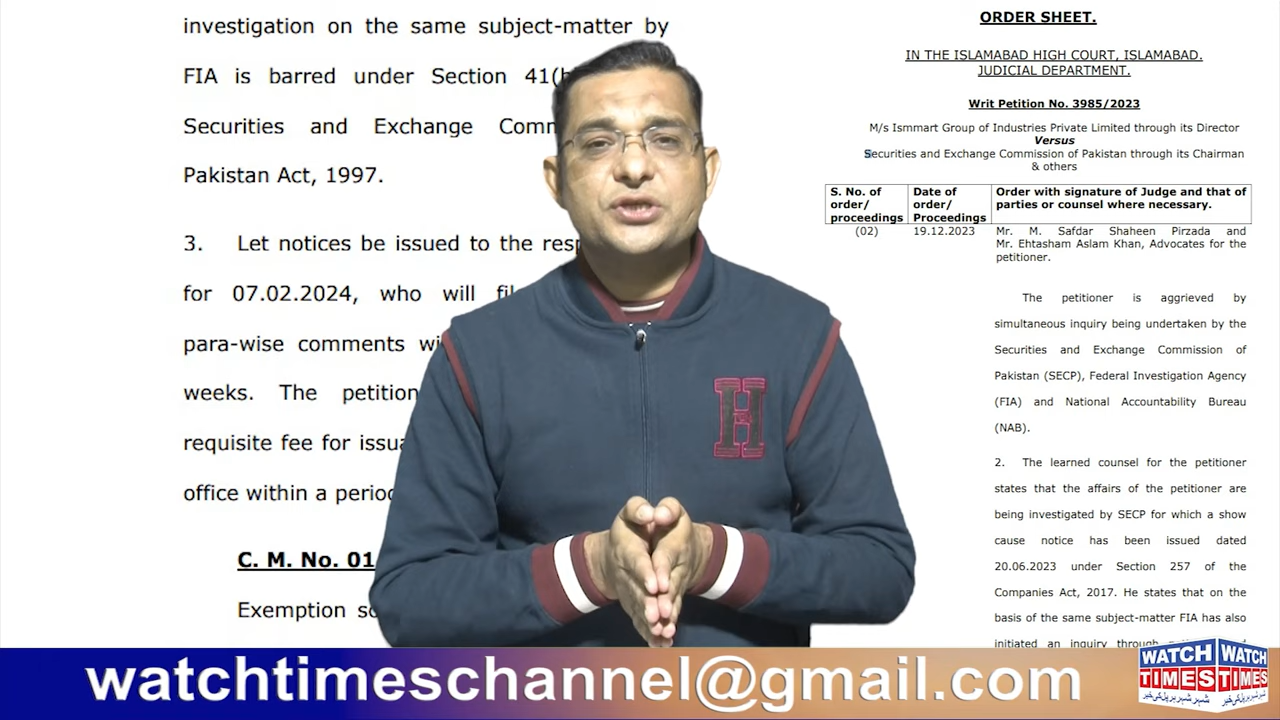 investigation on the same subject-matter by
FIA is barred under Section 41(b
Securities and Exchange Com
Pakistan Act, 1997.
3. Let notices be issued to the resp
for 07.02.2024, who will fil
para-wise comments wi
weeks. The petition
requisite fee for issua
office within a period
C. M. No. 01
Exemption so
ORDER SHEET.
IN THE ISLAMABAD HIGH COURT, ISLAMABAD.
JUDICIAL DEPARTMENT.
Writ Petition No. 3985/2023
M/s Ismmart Group of Industries Private Limited through its Director
Versus
Securities and Exchange Commission of Pakistan through its Chairman
& others
S. No. of order/ proceedings
Date of order/ Proceedings
Order with signature of Judge and that of
parties or counsel where necessary.
(02)
19.12.2023
Mr. M. Safdar Shaheen Pirzada and
Mr. Ehtasham Aslam Khan, Advocates for the
petitioner.
The petitioner is aggrieved by
simultaneous inquiry being undertaken by the
Securities and Exchange Commission of
Pakistan (SECP), Federal Investigation Agency
(FIA) and National Accountability Bureau
(NAB).
2. The learned counsel for the petitioner
states that the affairs of the petitioner are
being investigated by SECP for which a show
cause notice has been issued dated
20.06.2023 under Section 257 of the
Companies Act, 2017. He states that on the
basis of the same subject-matter FIA has also
initiated an inquiry through
H
watchtimeschannel@gmail.com
WATCH WATCH
TIMES TIMES